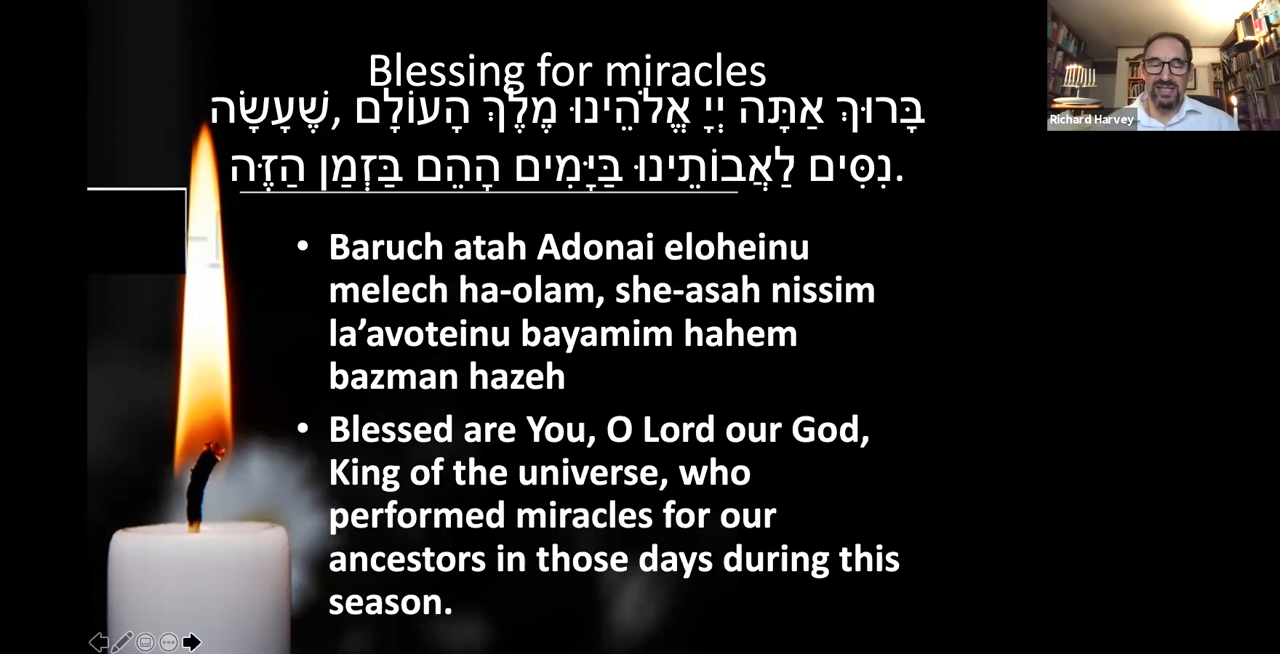 Blessing for miracles
בָּרוּךְ אַתָּה יְיָ אֱלֹהֵינוּ מֶלֶךְ הָעוֹלָם, שֶׁעָשָׂה
נִסִּים לַאֲבוֹתֵינוּ בַּיָּמִים הָהֵם בַּזְּמַן הַזֶּה.
• Baruch atah Adonai eloheinu
melech ha-olam, she-asah nissim
la’avoteinu bayamim hahem
bazman hazeh
• Blessed are You, O Lord our God,
King of the universe, who
performed miracles for our
ancestors in those days during this
season.
Richard Harvey